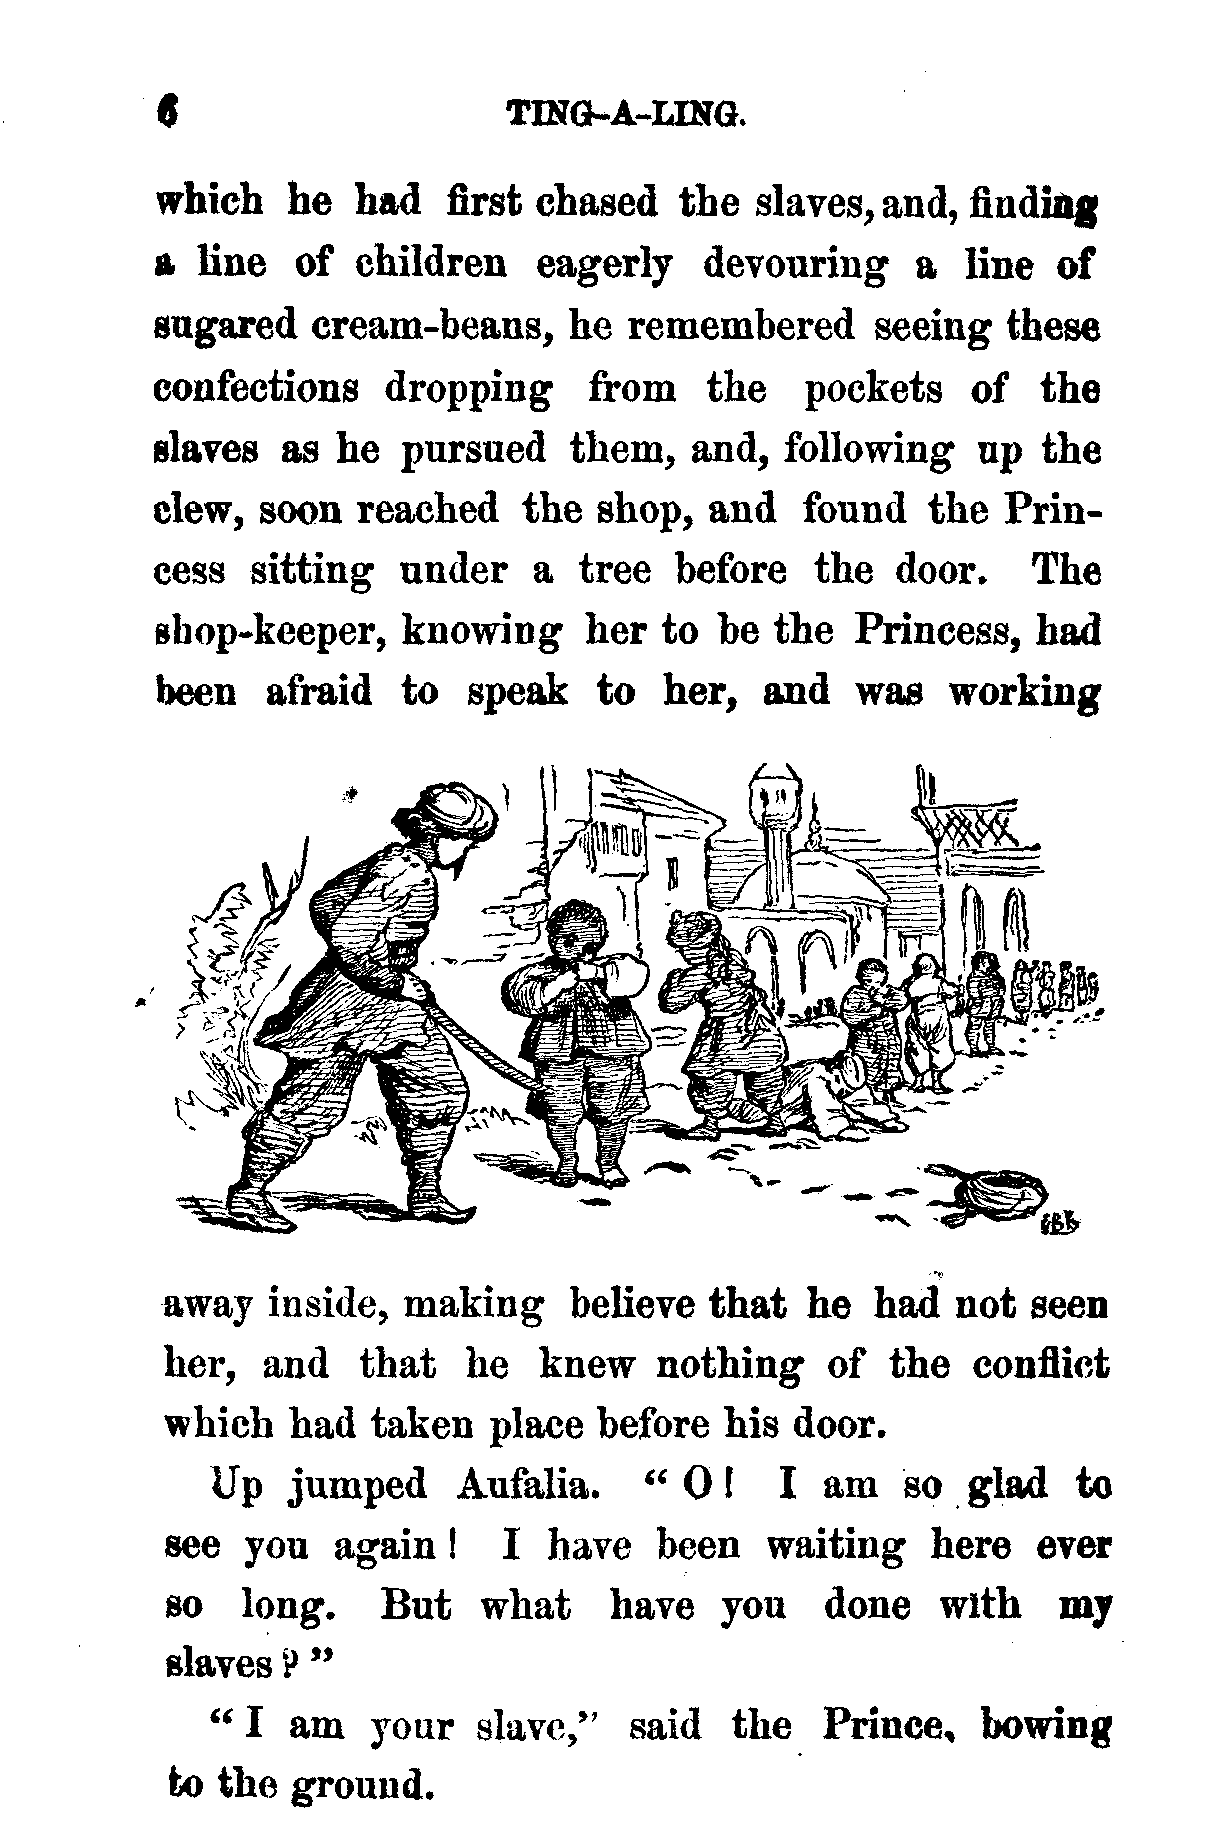 6 TING-A-LING.
which he had first chased the slaves, and, finding
a line of children eagerly devouring a line of
sugared cream-beans, he remembered seeing these
confections dropping from the pockets of the
slaves as he pursued them, and, following up the
clew, soon reached the shop, and found the Prin-
cess sitting under a tree before the door. The
shop-keeper, knowing her to be the Princess, had
been afraid to speak to her, and was working
away inside, making believe that he had not seen
her, and that he knew nothing of the conflict
which had taken place before his door.
Up jumped Aufalia. “ O! I am so glad to
see you again! I have been waiting here ever
so long. But what have you done with my
slaves?”
“ I am your slave,” said the Prince, bowing
to the ground.